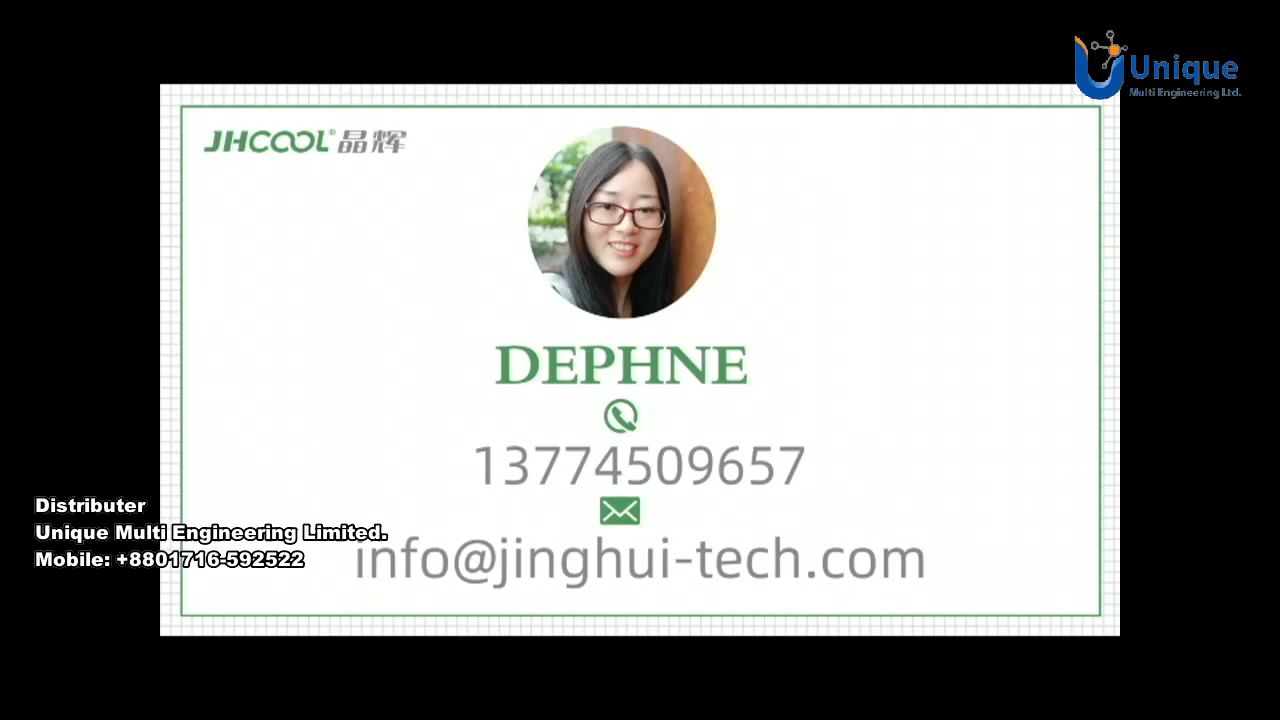 Unique
Multi Engineering Ltd.
JHCOOL® 晶辉
DEPHNE
13774509657
info@jinghui-tech.com
Distributer
Unique Multi Engineering Limited.
Mobile: +8801716-592522